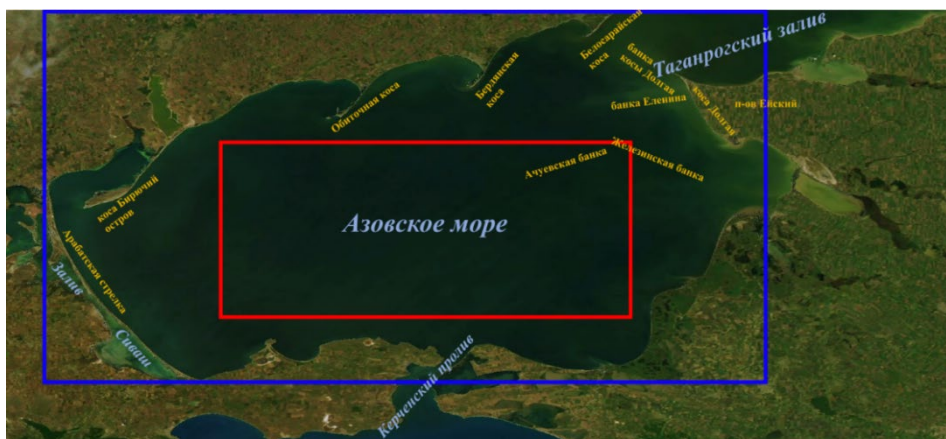 Таганрогский залив
Белосарайская
коса
банка
косы Долгая
Бердянская
коса
Обиточная коса
банка Еленина
коса Долгая
п-ов Ейский
Железинская банка
Ачуевская банка
коса Бирючий
остров
Азовское море
Арабатская стрелка
Залив
Сиваш
Керченский пролив